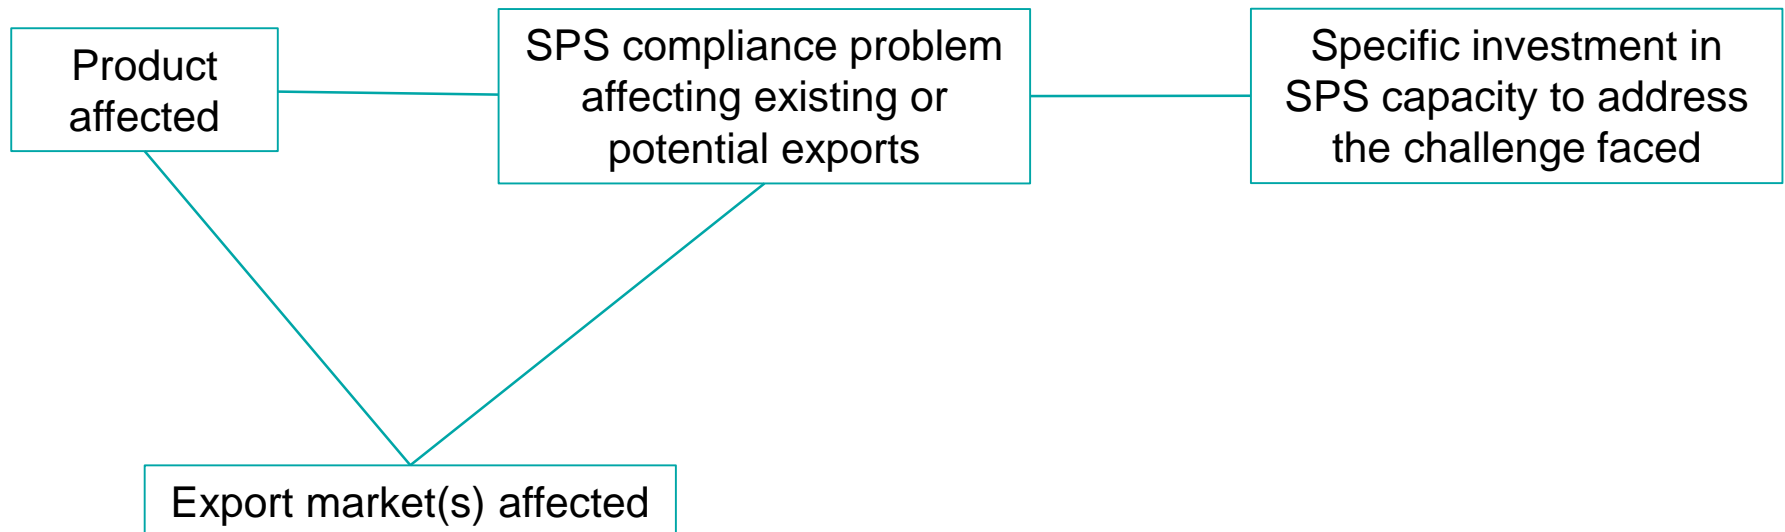 Product
affected
SPS compliance problem
affecting existing or
potential exports
Specific investment in
SPS capacity to address
the challenge faced
Export market(s) affected